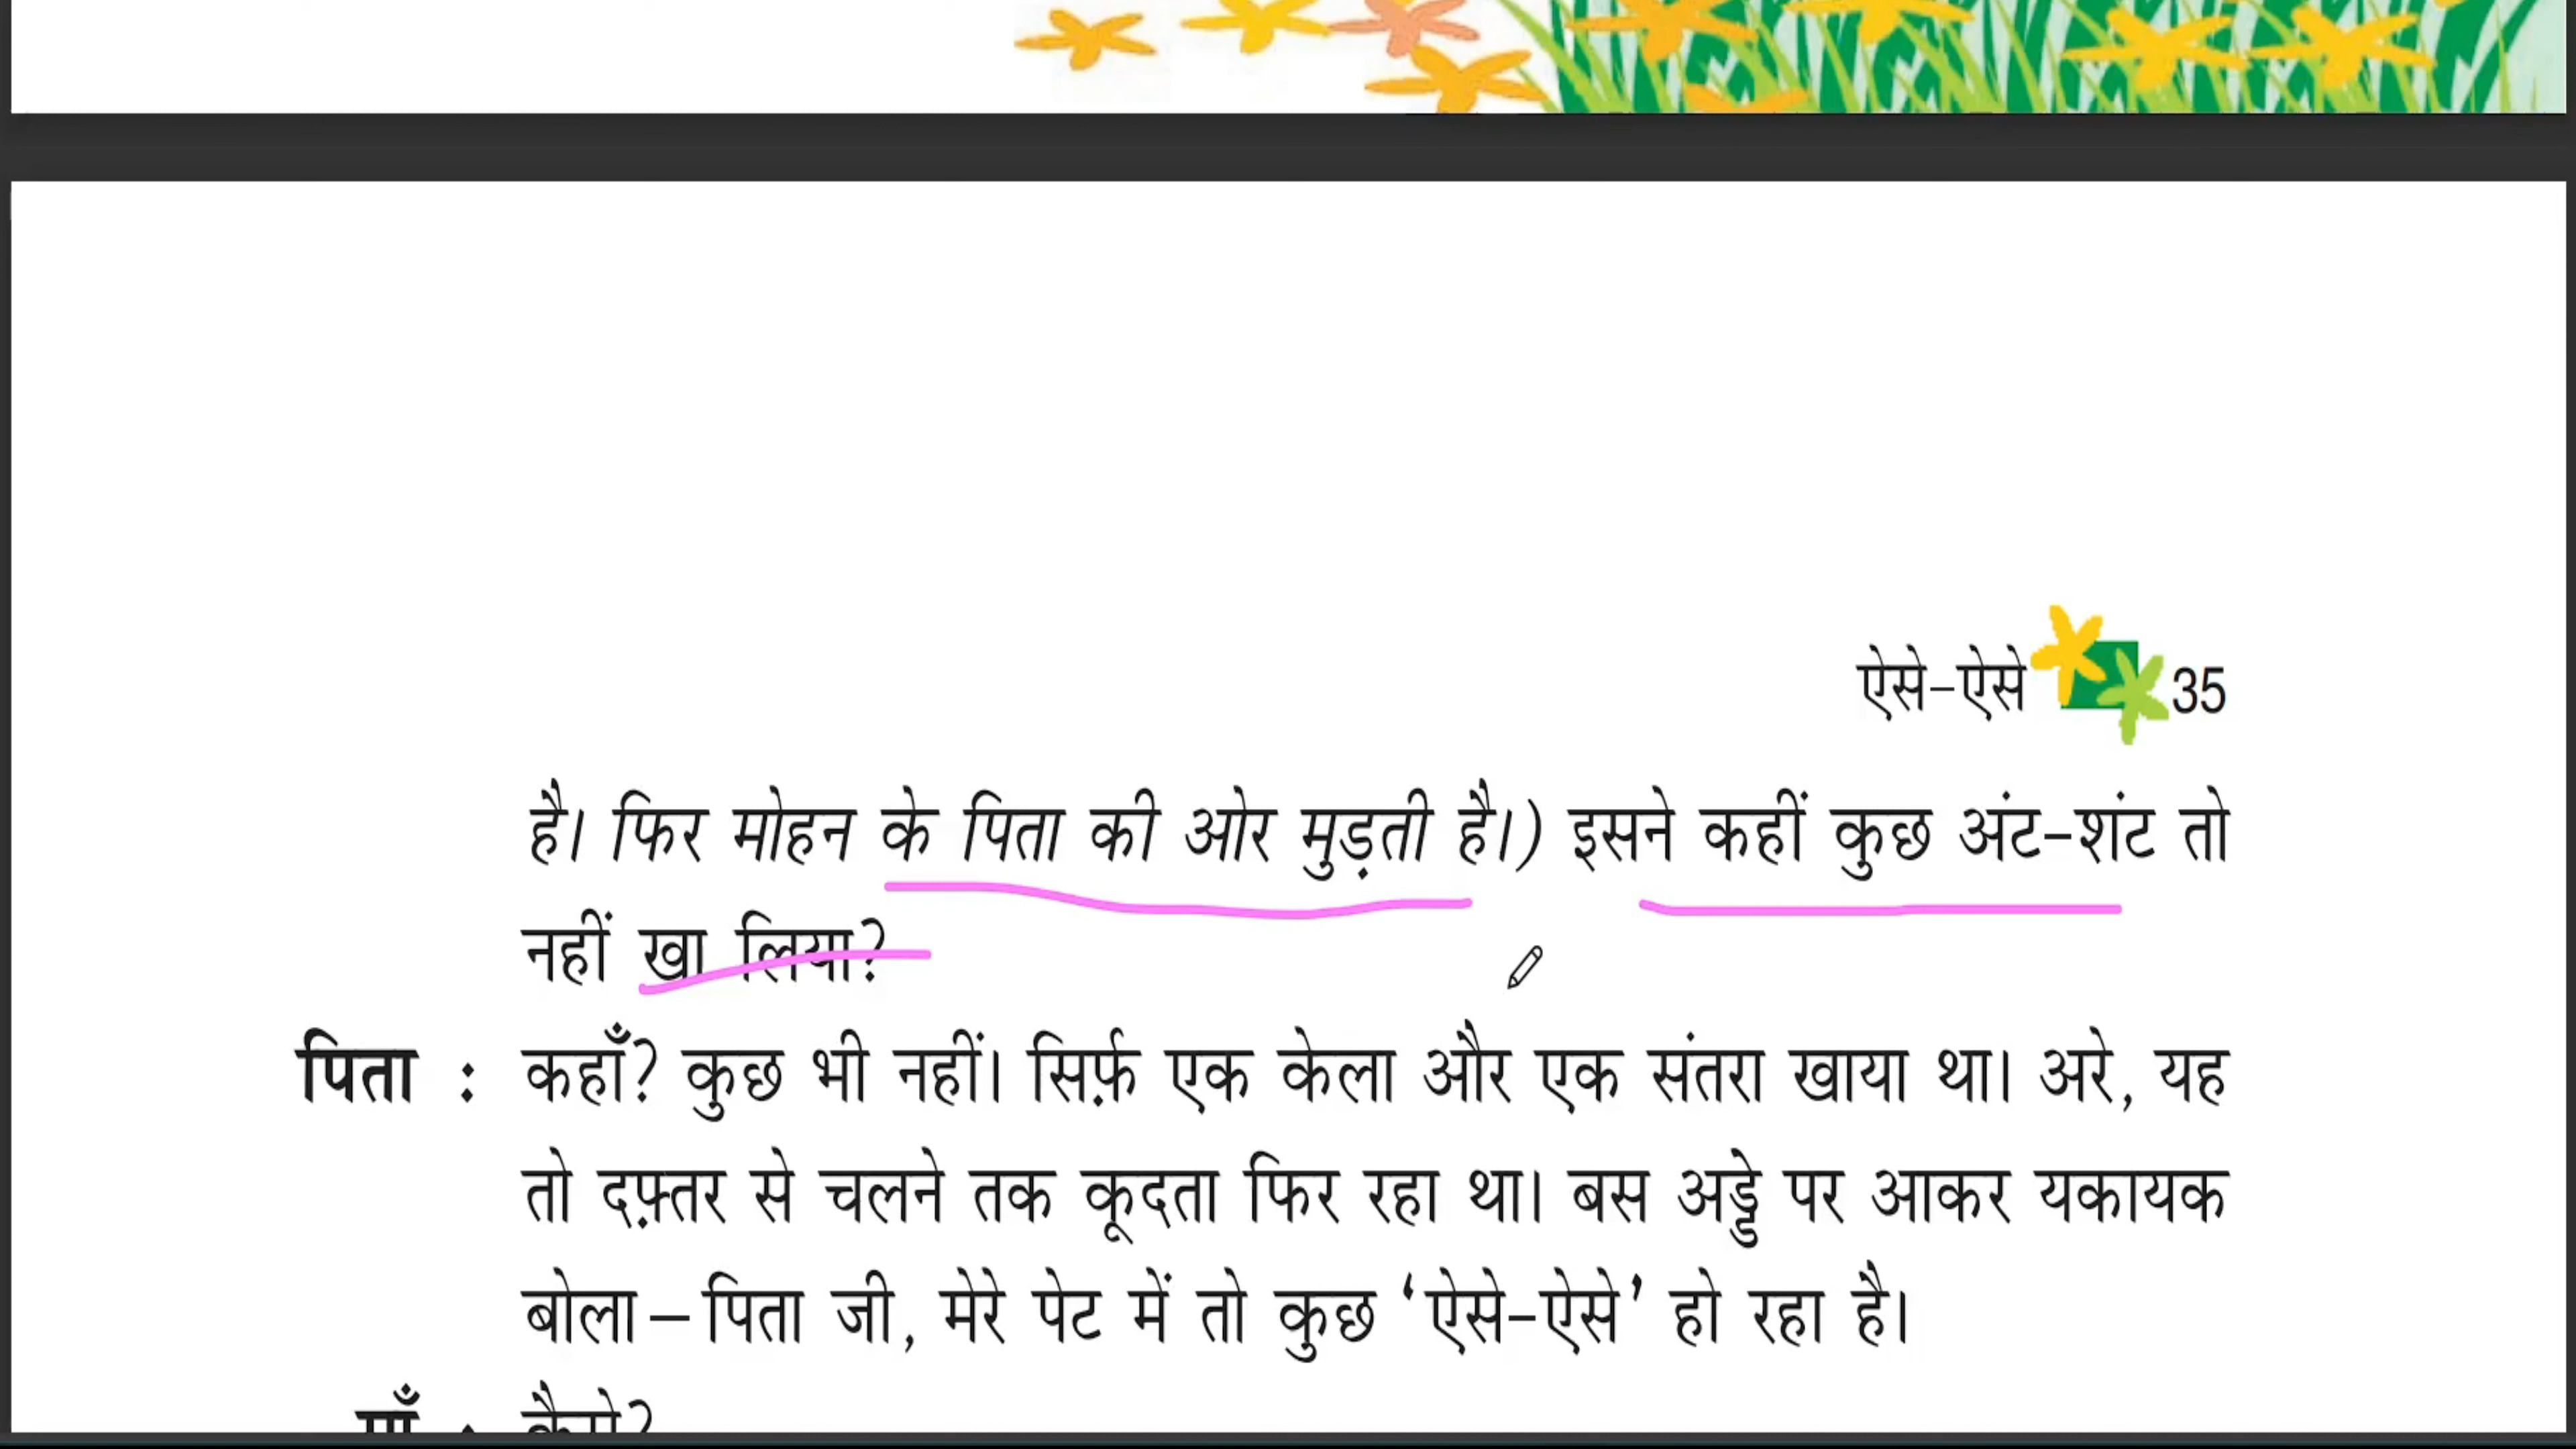 ऐसे-ऐसे 35
है। फिर मोहन के पिता की ओर मुड़ती है।) इसने कहीं कुछ अंट-शंट तो
नहीं खा लिया?
पिता : कहाँ? कुछ भी नहीं। सिर्फ़ एक केला और एक संतरा खाया था। अरे, यह
तो दफ़्तर से चलने तक कूदता फिर रहा था। बस अड्डे पर आकर यकायक
बोला—पिता जी, मेरे पेट में तो कुछ ‘ऐसे-ऐसे’ हो रहा है।
माँ : कैसे?